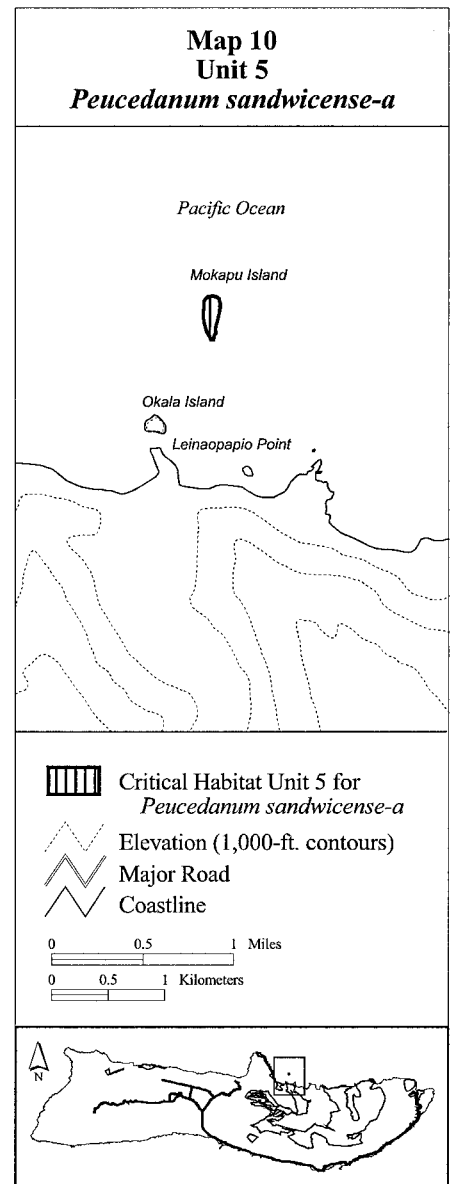 Map 10
Unit 5
Peucedanum sandwicense-a
Pacific Ocean
Mokapu Island
Okala Island
Leinaopapio Point
Critical Habitat Unit 5 for
Peucedanum sandwicense-a
Elevation (1,000-ft. contours)
Major Road
Coastline
0 0.5 1 Miles
0 0.5 1 Kilometers
N